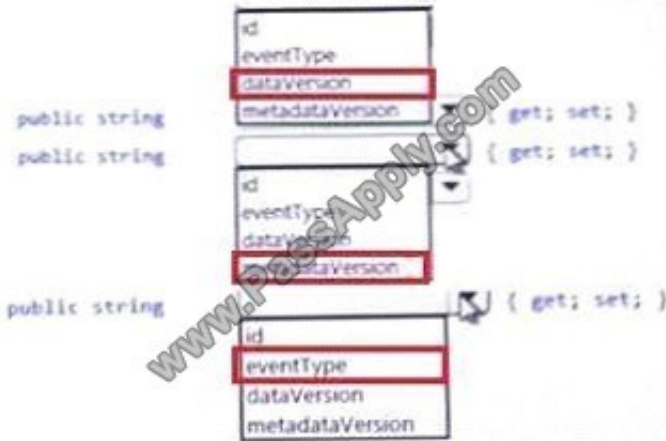 id
eventType
dataVersion
metadataVersion
public string { get; set; }
public string { get; set; }
id
eventType
dataVersion
metadataVersion
public string { get; set; }
id
eventType
dataVersion
metadataVersion
www.PassApply.com